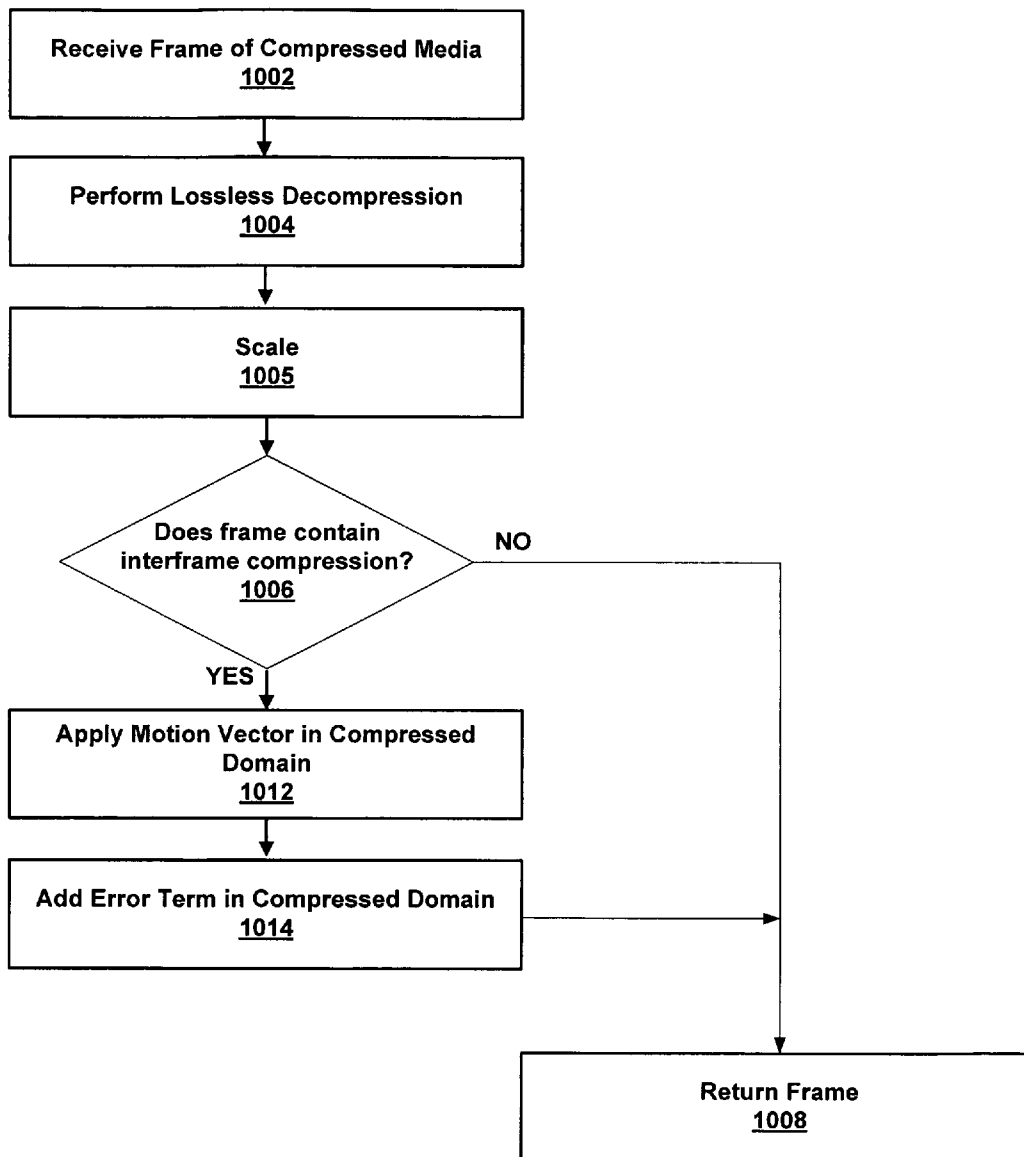 Receive Frame of Compressed Media
1002
Perform Lossless Decompression
1004
Scale
1005
Does frame contain
interframe compression?
1006
NO
YES
Apply Motion Vector in Compressed
Domain
1012
Add Error Term in Compressed Domain
1014
Return Frame
1008